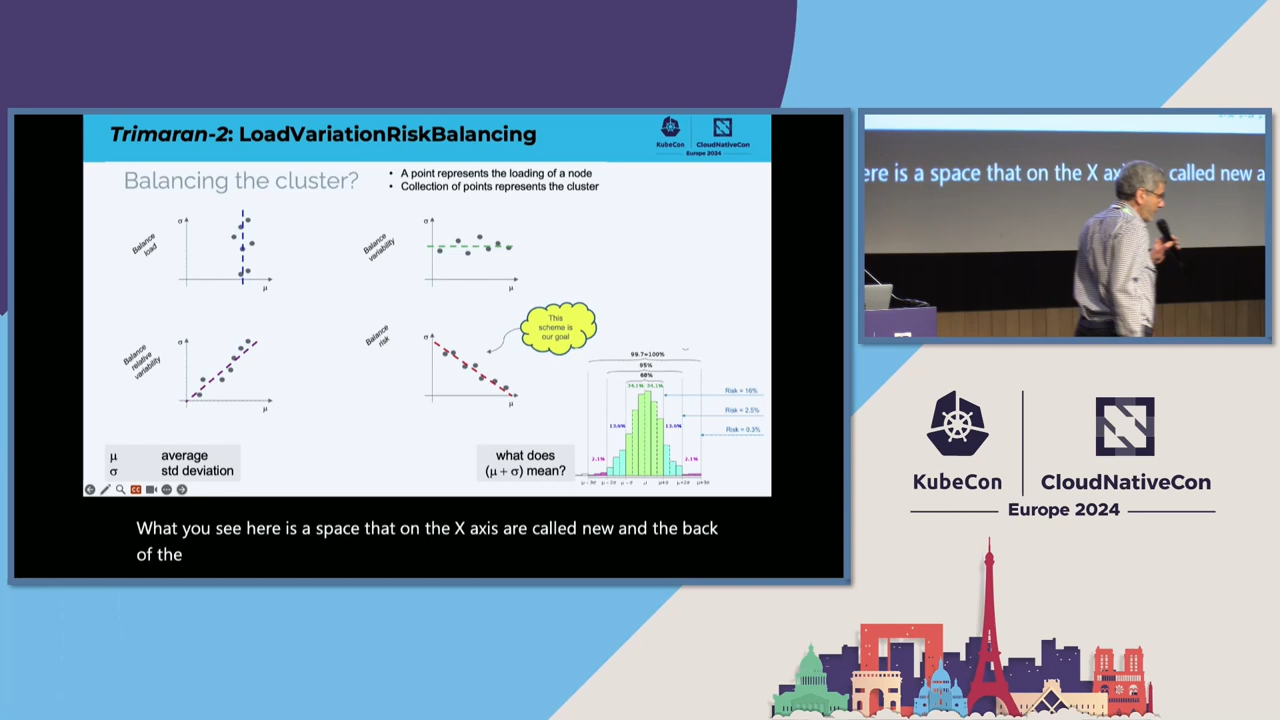 Trimaran-2: LoadVariationRiskBalancing
KubeCon
CloudNativeCon
Europe 2024
Balancing the cluster?
• A point represents the loading of a node
• Collection of points represents the cluster
Balance
load
σ
μ
Balance
variability
σ
μ
Balance
relative
variability
σ
μ
Balance
risk
σ
μ
This
scheme is
our goal
99.7≈100%
95%
68%
34.1% 34.1%
13.6%
13.6%
2.1%
2.1%
Risk = 16%
Risk = 2.5%
Risk = 0.3%
μ−3σ μ−2σ μ−σ μ μ+σ μ+2σ μ+3σ
μ average
σ std deviation
what does
(μ + σ) mean?
CC
What you see here is a space that on the X axis are called new and the back
of the
ere is a space that on the X ax
called new a
KubeCon
CloudNativeCon
Europe 2024